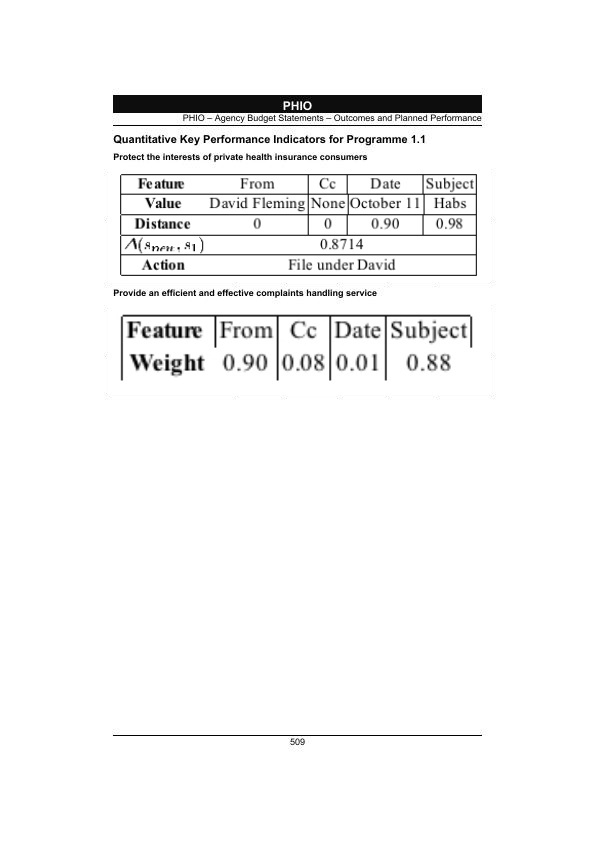 PHIO
PHIO – Agency Budget Statements – Outcomes and Planned Performance
Quantitative Key Performance Indicators for Programme 1.1
Protect the interests of private health insurance consumers
Feature From Cc Date Subject
Value David Fleming None October 11 Habs
Distance 0 0 0.90 0.98
Λ(s_new, s_1) 0.8714
Action File under David
Provide an efficient and effective complaints handling service
Feature From Cc Date Subject
Weight 0.90 0.08 0.01 0.88
509